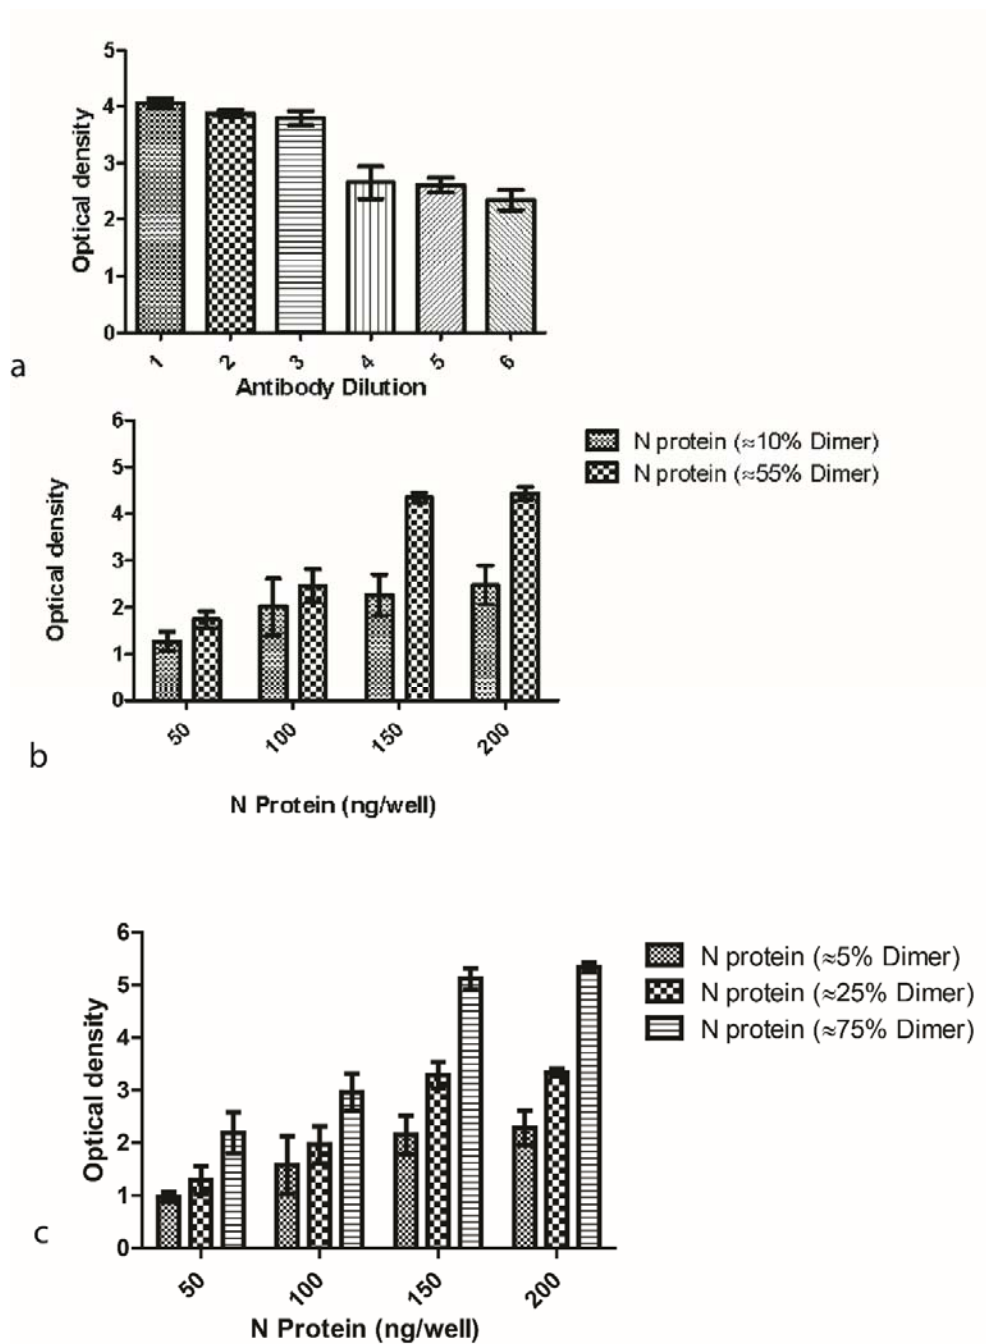 5
4
3
2
1
0
Optical density
1 2 3 4 5 6
Antibody Dilution
a
6
5
4
3
2
1
0
Optical density
N protein (≈10% Dimer)
N protein (≈55% Dimer)
50 100 150 200
N Protein (ng/well)
b
6
5
4
3
2
1
0
Optical density
N protein (≈5% Dimer)
N protein (≈25% Dimer)
N protein (≈75% Dimer)
50 100 150 200
N Protein (ng/well)
c